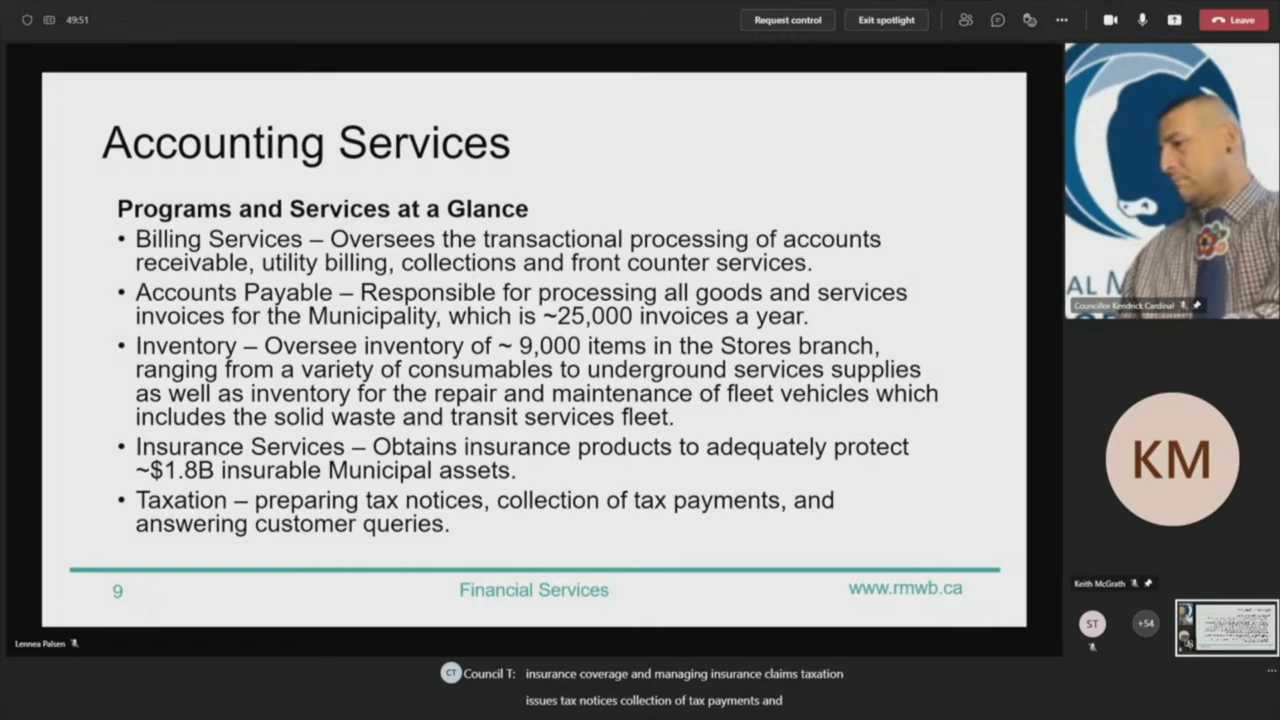 49:51
Request control
Exit spotlight
Leave
Accounting Services
Programs and Services at a Glance
• Billing Services – Oversees the transactional processing of accounts
receivable, utility billing, collections and front counter services.
• Accounts Payable – Responsible for processing all goods and services
invoices for the Municipality, which is ~25,000 invoices a year.
• Inventory – Oversee inventory of ~ 9,000 items in the Stores branch,
ranging from a variety of consumables to underground services supplies
as well as inventory for the repair and maintenance of fleet vehicles which
includes the solid waste and transit services fleet.
• Insurance Services – Obtains insurance products to adequately protect
~$1.8B insurable Municipal assets.
• Taxation – preparing tax notices, collection of tax payments, and
answering customer queries.
9
Financial Services
www.rmwb.ca
Lennea Palsen
AL M
Councillor Kendrick Cardinal
KM
Keith McGrath
ST
+54
CT
Council T: insurance coverage and managing insurance claims taxation
issues tax notices collection of tax payments and